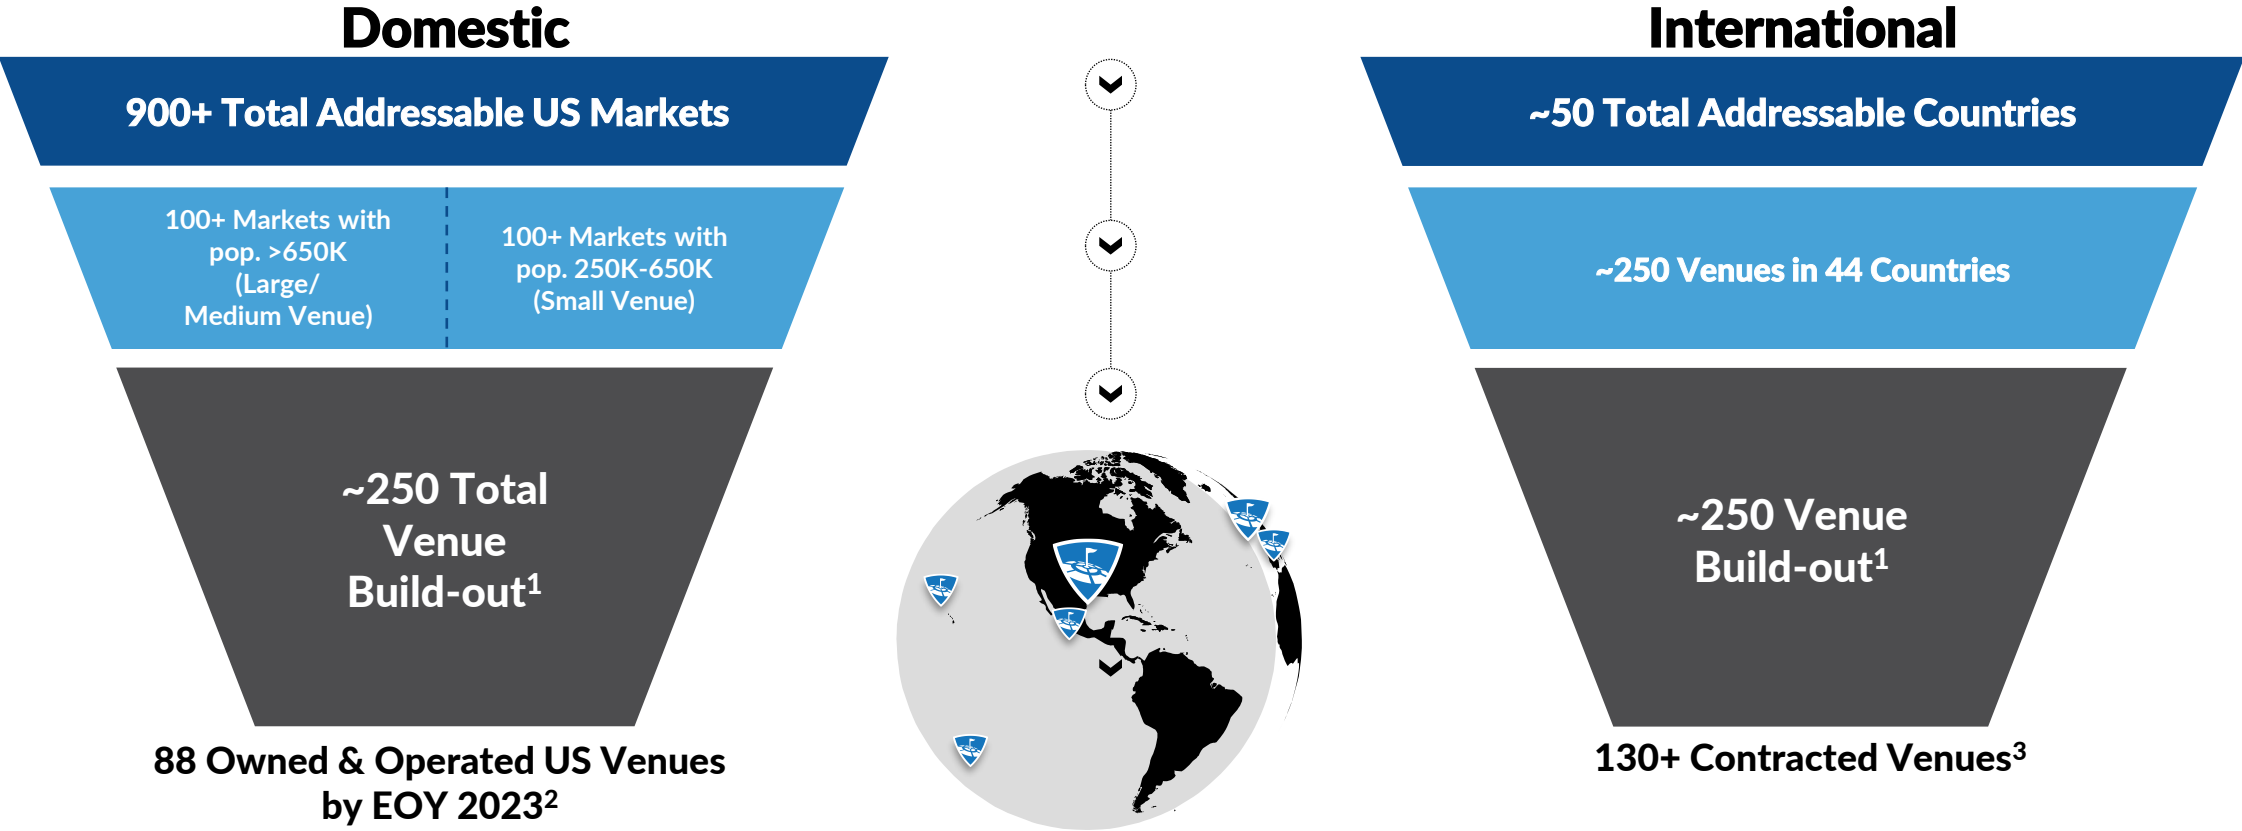 Domestic
900+ Total Addressable US Markets
100+ Markets with
pop. >650K
(Large/
Medium Venue)
100+ Markets with
pop. 250K-650K
(Small Venue)
~250 Total
Venue
Build-out¹
88 Owned & Operated US Venues
by EOY 2023²
International
~50 Total Addressable Countries
~250 Venues in 44 Countries
~250 Venue
Build-out¹
130+ Contracted Venues³